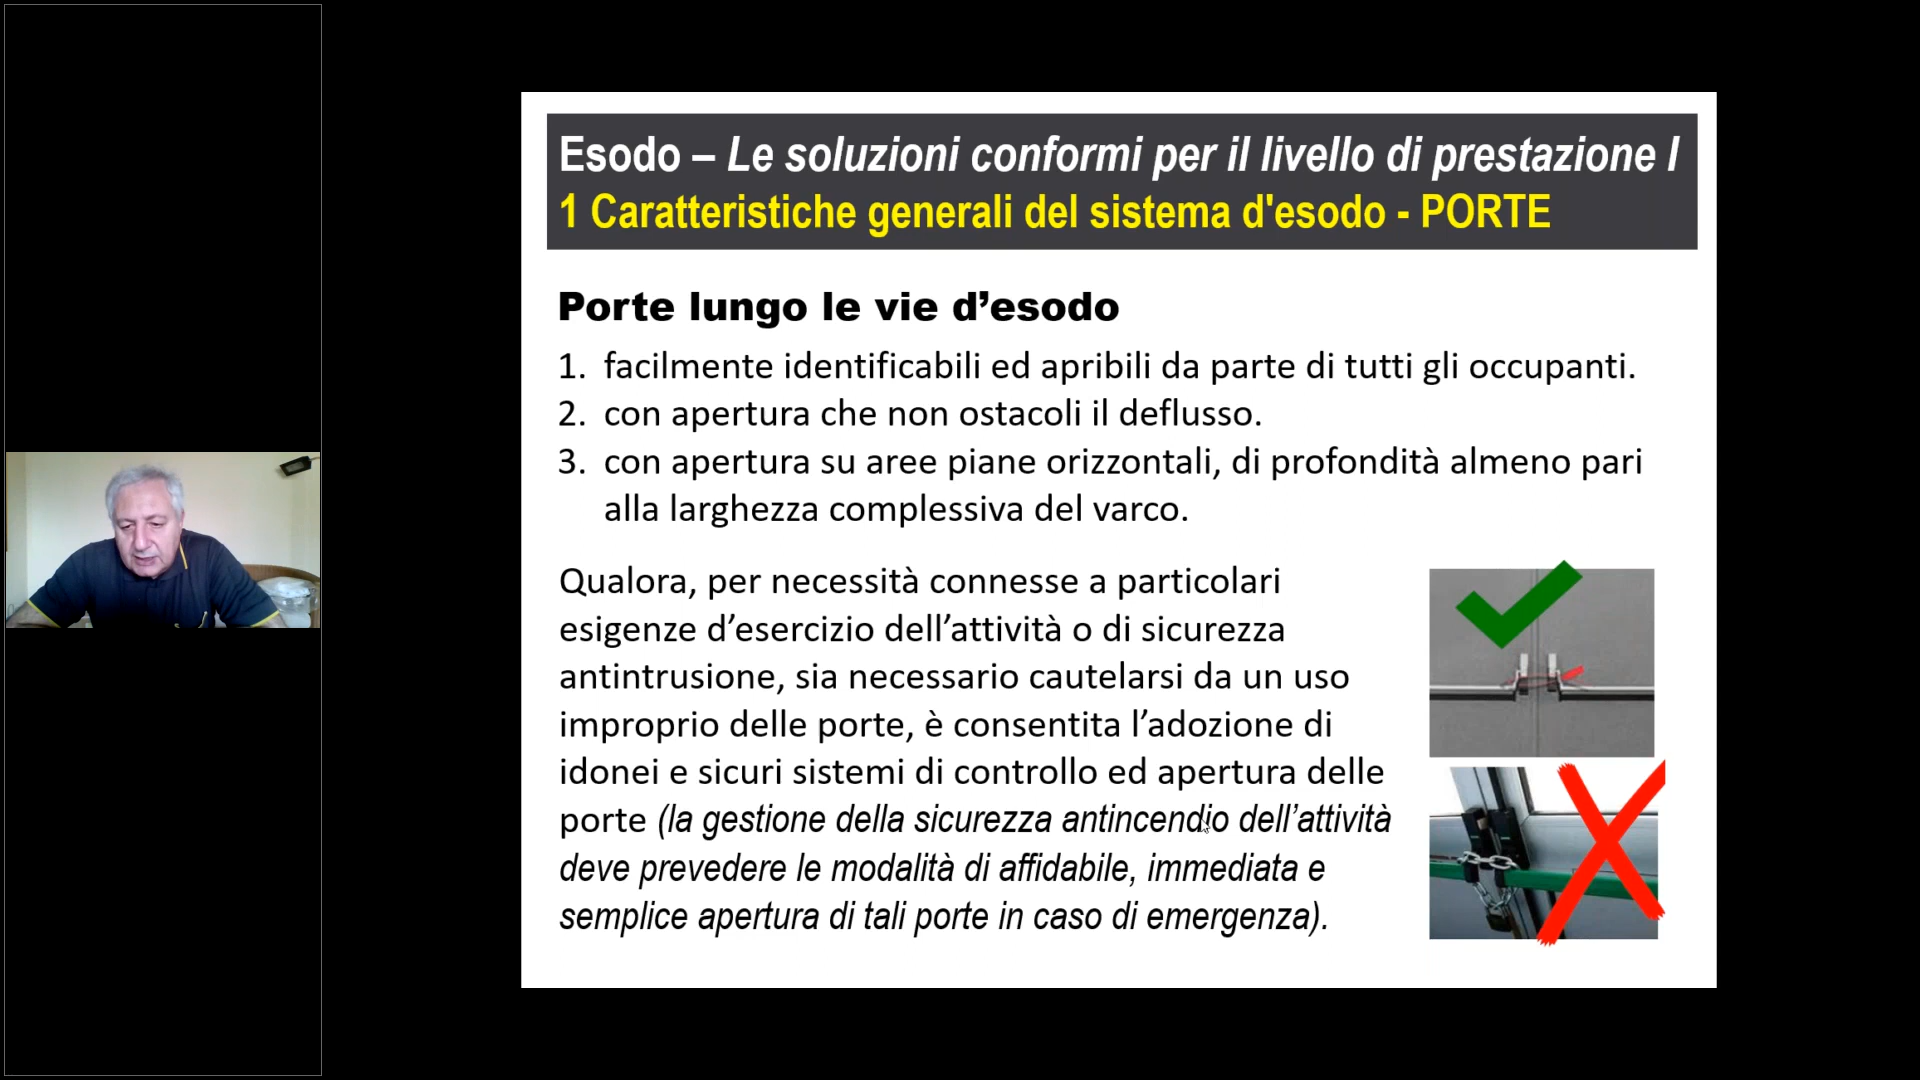 Esodo – Le soluzioni conformi per il livello di prestazione I
1 Caratteristiche generali del sistema d'esodo - PORTE
Porte lungo le vie d’esodo
1. facilmente identificabili ed apribili da parte di tutti gli occupanti.
2. con apertura che non ostacoli il deflusso.
3. con apertura su aree piane orizzontali, di profondità almeno pari
alla larghezza complessiva del varco.
Qualora, per necessità connesse a particolari
esigenze d’esercizio dell’attività o di sicurezza
antintrusione, sia necessario cautelarsi da un uso
improprio delle porte, è consentita l’adozione di
idonei e sicuri sistemi di controllo ed apertura delle
porte (la gestione della sicurezza antincendio dell’attività
deve prevedere le modalità di affidabile, immediata e
semplice apertura di tali porte in caso di emergenza).